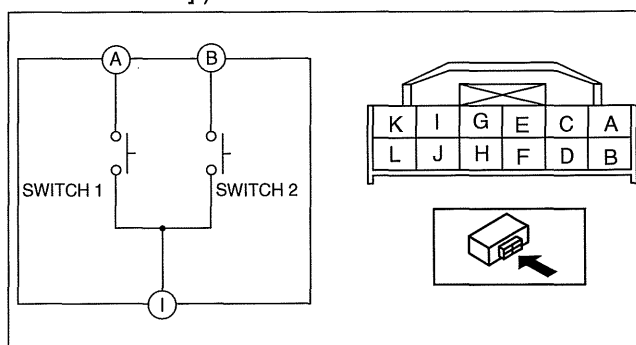 A B
SWITCH 1 SWITCH 2
I
K I G E C A
L J H F D B